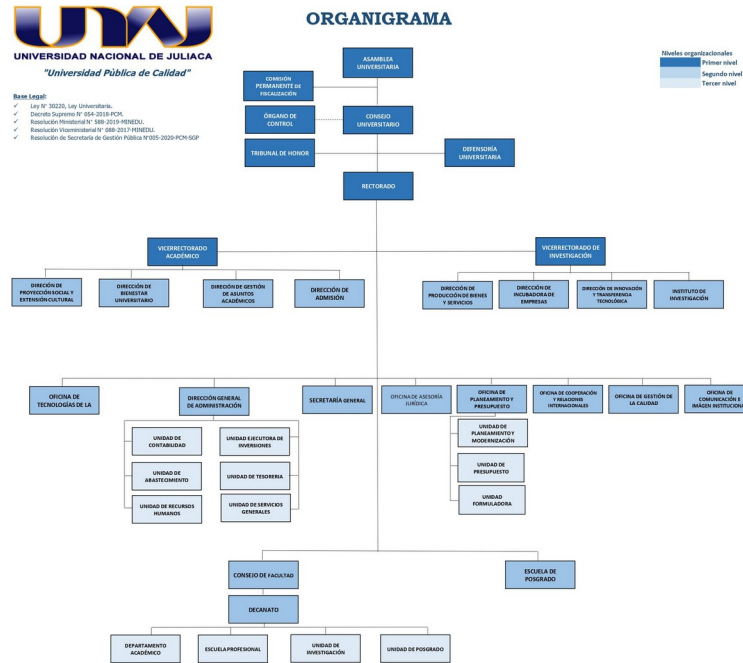 ORGANIGRAMA
UNAJ
UNIVERSIDAD NACIONAL DE JULIACA
"Universidad Pública de Calidad"
Base Legal:
✓ Ley N° 30220, Ley Universitaria.
✓ Decreto Supremo N° 054-2018-PCM.
✓ Resolución Ministerial N° 588-2019-MINEDU.
✓ Resolución Viceministerial N° 088-2017-MINEDU.
✓ Resolución de Secretaría de Gestión Pública N°005-2020-PCM-SGP
Niveles organizacionales
Primer nivel
Segundo nivel
Tercer nivel
ASAMBLEA
UNIVERSITARIA
COMISIÓN
PERMANENTE DE
FISCALIZACIÓN
ÓRGANO DE
CONTROL
CONSEJO
UNIVERSITARIO
TRIBUNAL DE HONOR
DEFENSORÍA
UNIVERSITARIA
RECTORADO
VICERRECTORADO
ACADÉMICO
VICERRECTORADO DE
INVESTIGACIÓN
DIRECIÓN DE
PROYECCIÓN SOCIAL Y
EXTENSIÓN CULTURAL
DIRECCIÓN DE
BIENESTAR
UNIVERSITARIO
DIRECCIÓN DE GESTIÓN
DE ASUNTOS
ACADÉMICOS
DIRECCIÓN DE
ADMISIÓN
DIRECCIÓN DE
PRODUCCIÓN DE BIENES
Y SERVICIOS
DIRECCIÓN DE
INCUBADORA DE
EMPRESAS
DIRECCIÓN DE INNOVACIÓN
Y TRANSFERENCIA
TECNOLÓGICA
INSTITUTO DE
INVESTIGACIÓN
OFICINA DE
TECNOLOGÍAS DE LA
DIRECCIÓN GENERAL
DE ADMINISTRACIÓN
SECRETARÍA GENERAL
OFICINA DE ASESORÍA
JURÍDICA
OFICINA DE
PLANEAMIENTO Y
PRESUPUESTO
OFICINA DE COOPERACIÓN
Y RELACIONES
INTERNACIONALES
OFICINA DE GESTIÓN DE
LA CALIDAD
OFICINA DE
COMUNICACIÓN E
IMÁGEN INSTITUCIONAL
UNIDAD DE
CONTABILIDAD
UNIDAD EJECUTORA DE
INVERSIONES
UNIDAD DE
ABASTECIMIENTO
UNIDAD DE TESORERIA
UNIDAD DE RECURSOS
HUMANOS
UNIDAD DE SERVICIOS
GENERALES
UNIDAD DE
PLANEAMIENTO Y
MODERNIZACIÓN
UNIDAD DE
PRESUPUESTO
UNIDAD
FORMULADORA
CONSEJO DE FACULTAD
ESCUELA DE
POSGRADO
DECANATO
DEPARTAMENTO
ACADÉMICO
ESCUELA PROFESIONAL
UNIDAD DE
INVESTIGACIÓN
UNIDAD DE POSGRADO